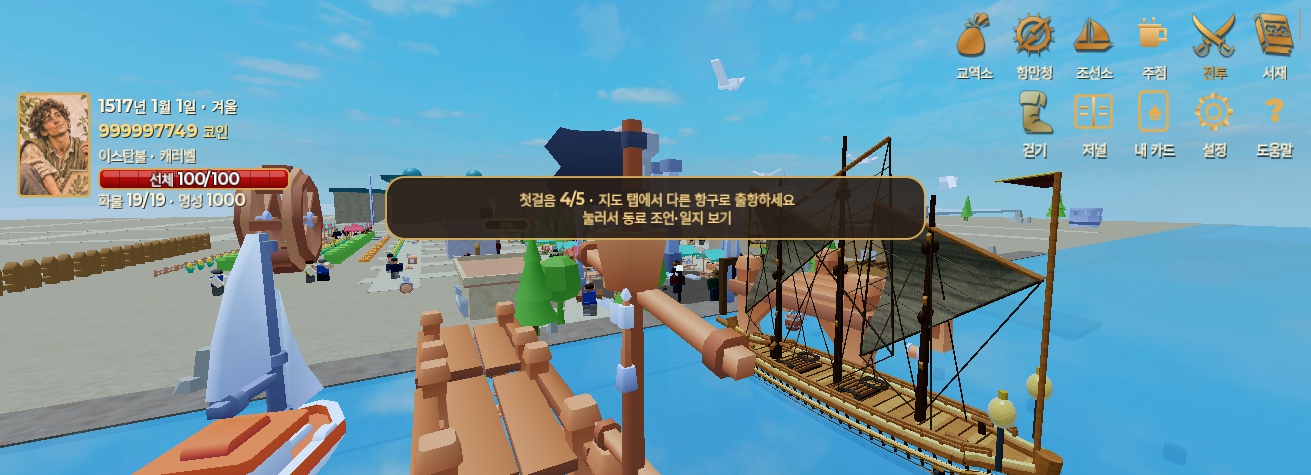 교역소
항만청
조선소
주점
전투
서재
걷기
저널
내 카드
설정
도움말
1517년 1월 1일 · 겨울
999997749 코인
이스탄불 · 캐러벨
선체 100/100
화물 19/19 · 명성 1000
첫걸음 4/5 · 지도 탭에서 다른 항구로 출항하세요
눌러서 동료 조언·일지 보기